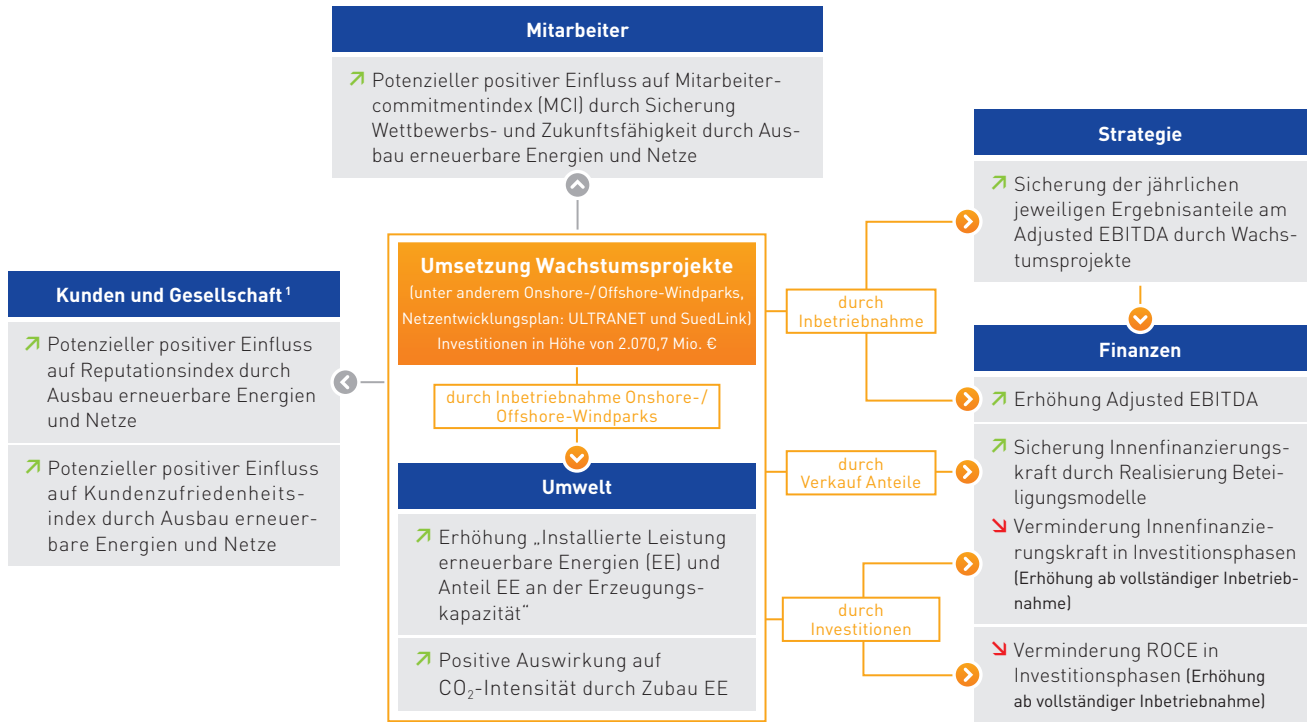 Mitarbeiter
Potenzieller positiver Einfluss auf Mitarbeiter-
commitmentindex (MCI) durch Sicherung
Wettbewerbs- und Zukunftsfähigkeit durch Aus-
bau erneuerbare Energien und Netze
Kunden und Gesellschaft¹
Potenzieller positiver Einfluss
auf Reputationsindex durch
Ausbau erneuerbare Energien
und Netze
Potenzieller positiver Einfluss
auf Kundenzufriedenheits-
index durch Ausbau erneuer-
bare Energien und Netze
Umsetzung Wachstumsprojekte
(unter anderem Onshore-/Offshore-Windparks,
Netzentwicklungsplan: ULTRANET und SuedLink)
Investitionen in Höhe von 2.070,7 Mio. €
durch Inbetriebnahme Onshore-/
Offshore-Windparks
Umwelt
Erhöhung „Installierte Leistung
erneuerbare Energien (EE) und
Anteil EE an der Erzeugungs-
kapazität“
Positive Auswirkung auf
CO₂-Intensität durch Zubau EE
durch
Inbetriebnahme
durch
Verkauf Anteile
durch
Investitionen
Strategie
Sicherung der jährlichen
jeweiligen Ergebnisanteile am
Adjusted EBITDA durch Wachs-
tumsprojekte
Finanzen
Erhöhung Adjusted EBITDA
Sicherung Innenfinanzierungs-
kraft durch Realisierung Betei-
ligungsmodelle
Verminderung Innenfinanzie-
rungskraft in Investitionsphasen
(Erhöhung ab vollständiger Inbetrieb-
nahme)
Verminderung ROCE in
Investitionsphasen (Erhöhung
ab vollständiger Inbetriebnahme)